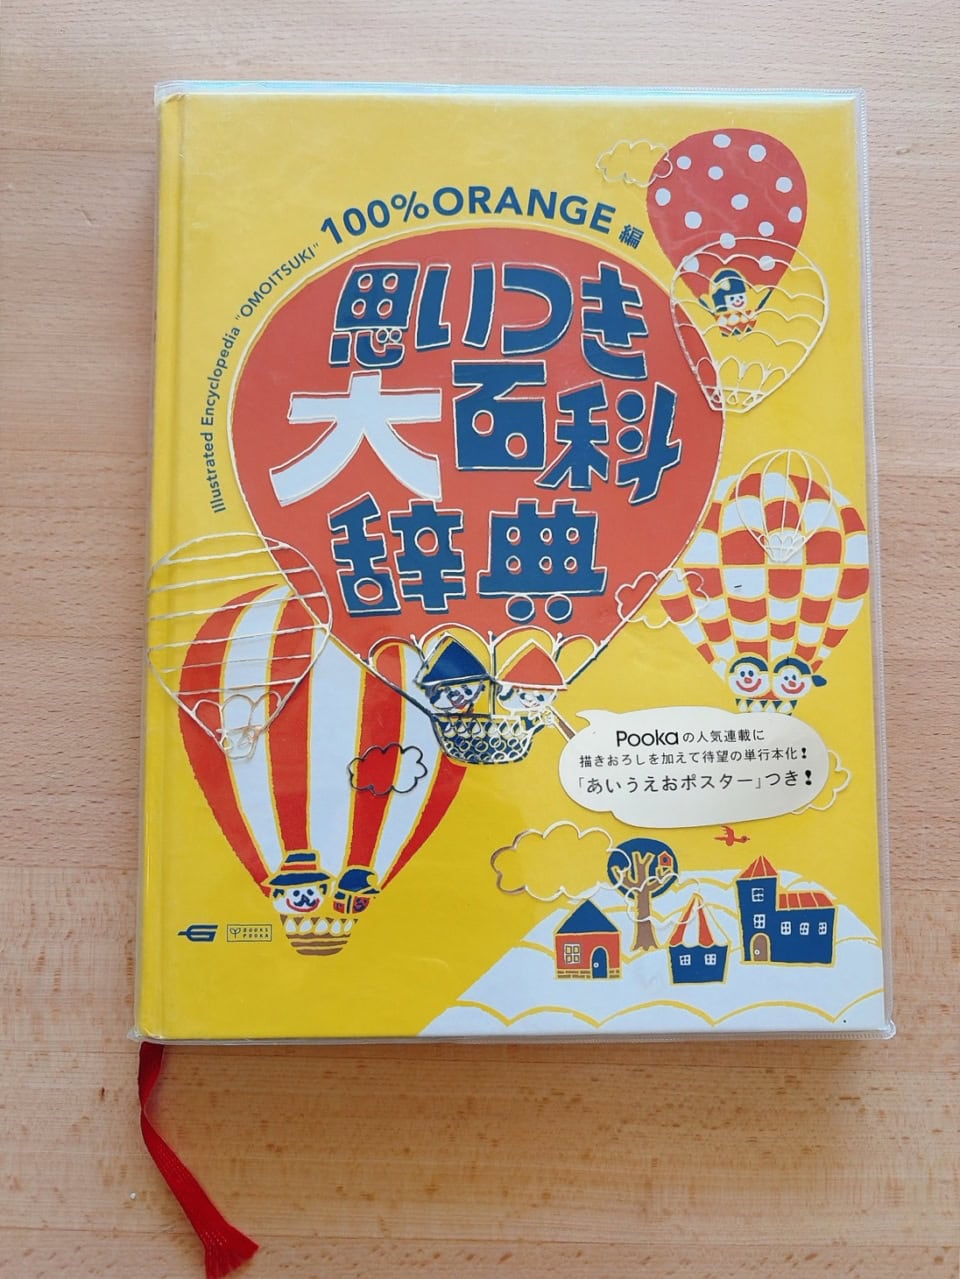 Illustrated Encyclopedia "OMOITSUKI" 100%ORANGE 編
思いつき
大百科
辞典
Pookaの人気連載に
描きおろしを加えて待望の単行本化!
「あいうえおポスター」つき!
BOOKS
POOKA